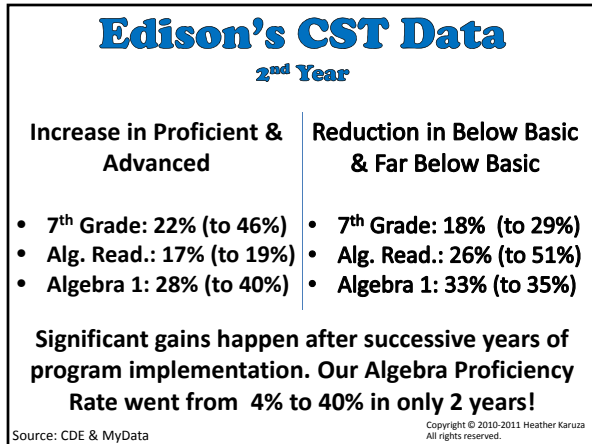 Edison's CST Data
2nd Year
Increase in Proficient &
Advanced
• 7th Grade: 22% (to 46%)
• Alg. Read.: 17% (to 19%)
• Algebra 1: 28% (to 40%)
Reduction in Below Basic
& Far Below Basic
• 7th Grade: 18% (to 29%)
• Alg. Read.: 26% (to 51%)
• Algebra 1: 33% (to 35%)
Significant gains happen after successive years of
program implementation. Our Algebra Proficiency
Rate went from 4% to 40% in only 2 years!
Source: CDE & MyData
Copyright © 2010-2011 Heather Karuza
All rights reserved.